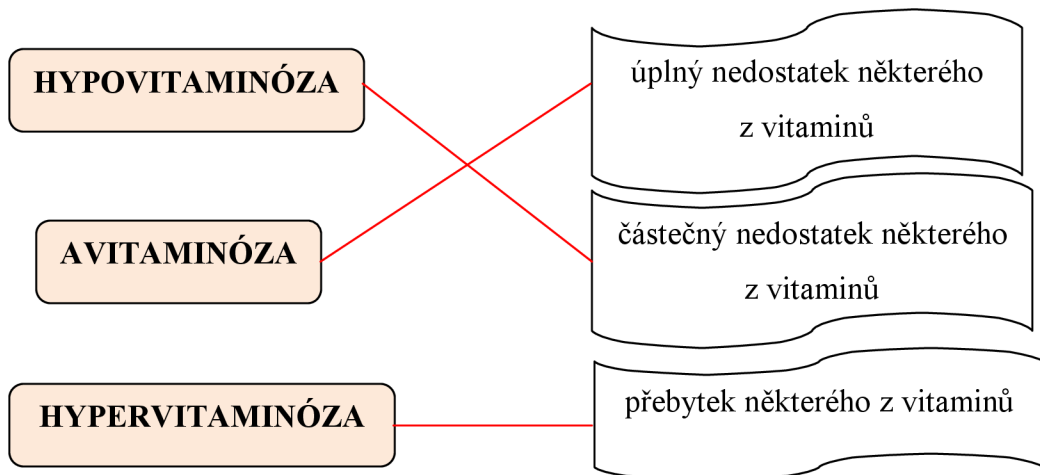 HYPOVITAMINÓZA
úplný nedostatek některého
z vitaminů
AVITAMINÓZA
částečný nedostatek některého
z vitaminů
HYPERVITAMINÓZA
přebytek některého z vitaminů